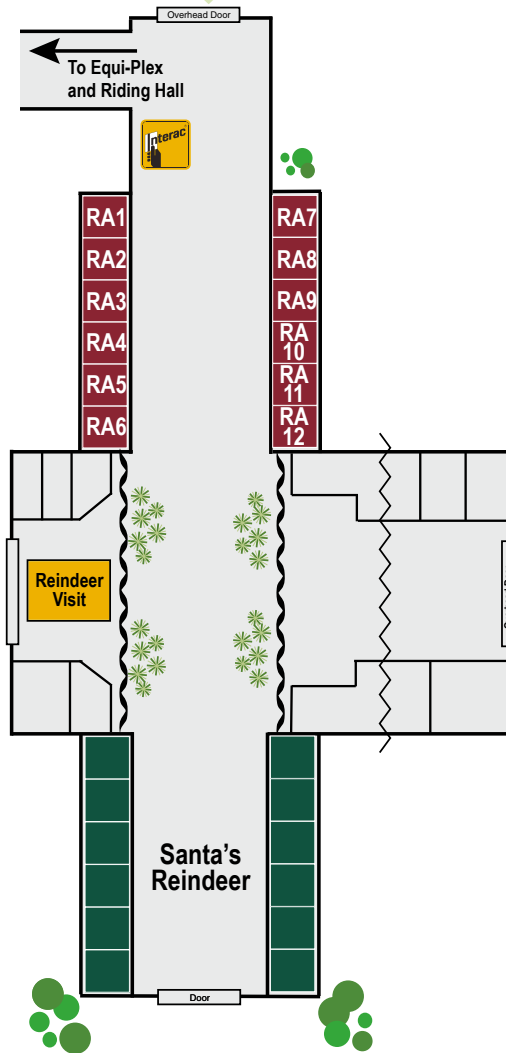 Overhead Door
To Equi-Plex
and Riding Hall
Interac
RA1
RA7
RA2
RA8
RA3
RA9
RA4
RA
10
RA5
RA
11
RA6
RA
12
Reindeer
Visit
Santa's
Reindeer
Door